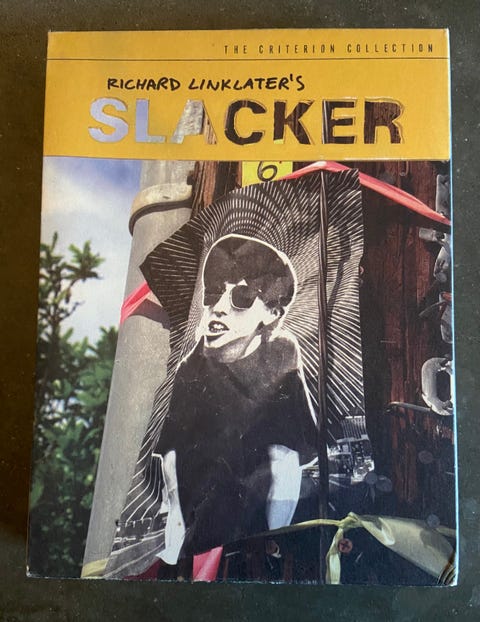 THE CRITERION COLLECTION
RICHARD LINKLATER'S
SLACKER
6